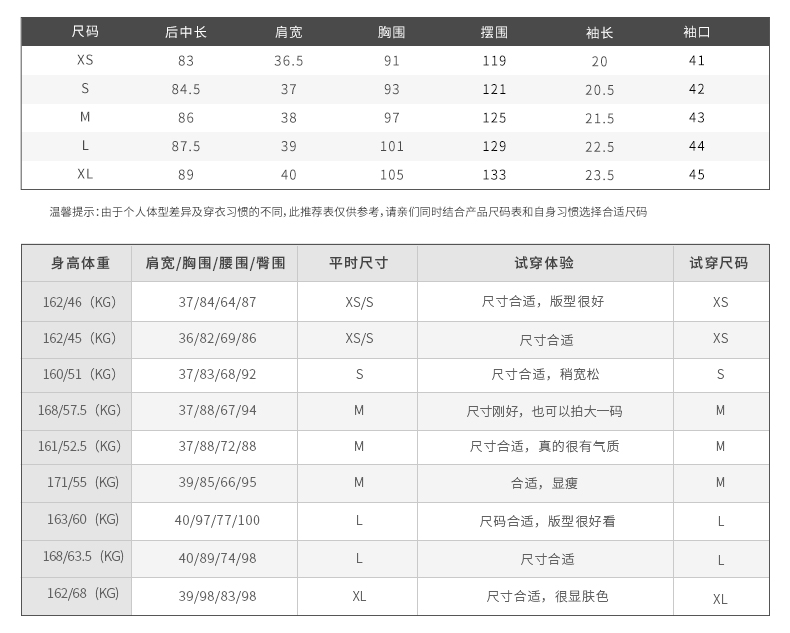 尺码 后中长 肩宽 胸围 摆围 袖长 袖口
XS 83 36.5 91 119 20 41
S 84.5 37 93 121 20.5 42
M 86 38 97 125 21.5 43
L 87.5 39 101 129 22.5 44
XL 89 40 105 133 23.5 45
温馨提示:由于个人体型差异及穿衣习惯的不同,此推荐表仅供参考,请亲们同时结合产品尺码表和自身习惯选择合适尺码
身高体重 肩宽/胸围/腰围/臀围 平时尺寸 试穿体验 试穿尺码
162/46（KG） 37/84/64/87 XS/S 尺寸合适，版型很好 XS
162/45（KG） 36/82/69/86 XS/S 尺寸合适 XS
160/51（KG） 37/83/68/92 S 尺寸合适，稍宽松 S
168/57.5（KG） 37/88/67/94 M 尺寸刚好，也可以拍大一码 M
161/52.5（KG） 37/88/72/88 M 尺寸合适，真的很有气质 M
171/55 (KG) 39/85/66/95 M 合适，显瘦 M
163/60 (KG) 40/97/77/100 L 尺码合适，版型很好看 L
168/63.5 (KG) 40/89/74/98 L 尺寸合适 L
162/68 (KG) 39/98/83/98 XL 尺寸合适，很显肤色 XL